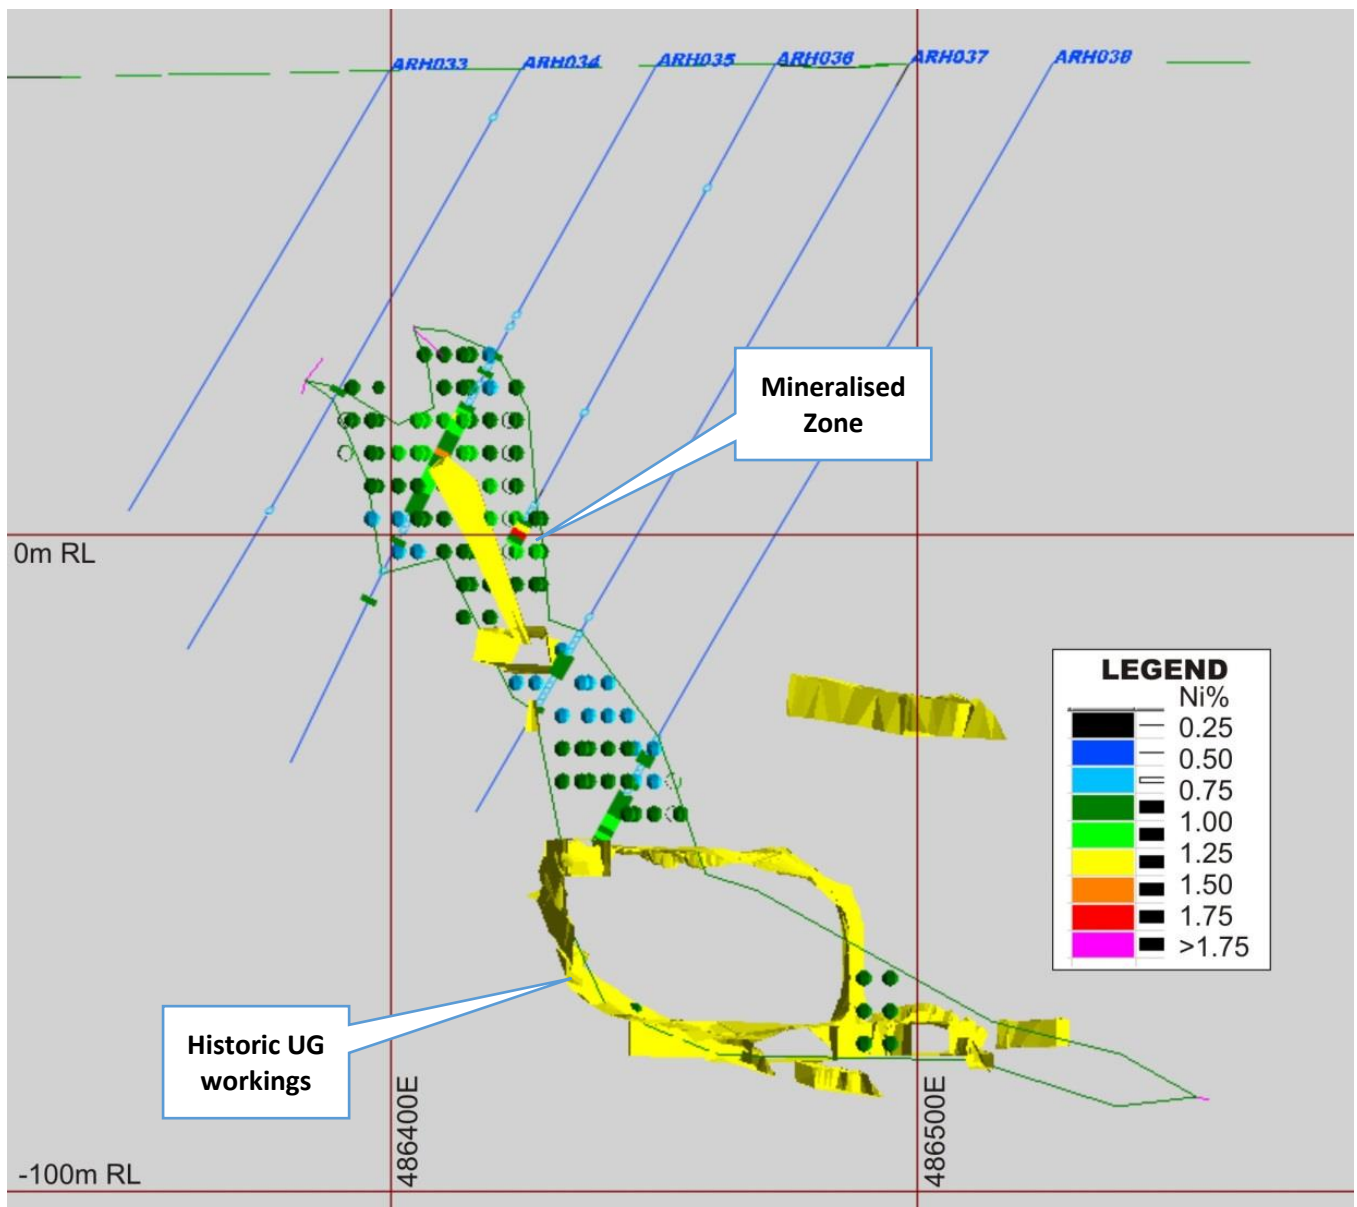 ARH033
ARH034
ARH035
ARH036
ARH037
ARH038
Mineralised
Zone
0m RL
LEGEND
Ni%
0.25
0.50
0.75
1.00
1.25
1.50
1.75
>1.75
Historic UG
workings
486400E
486500E
-100m RL